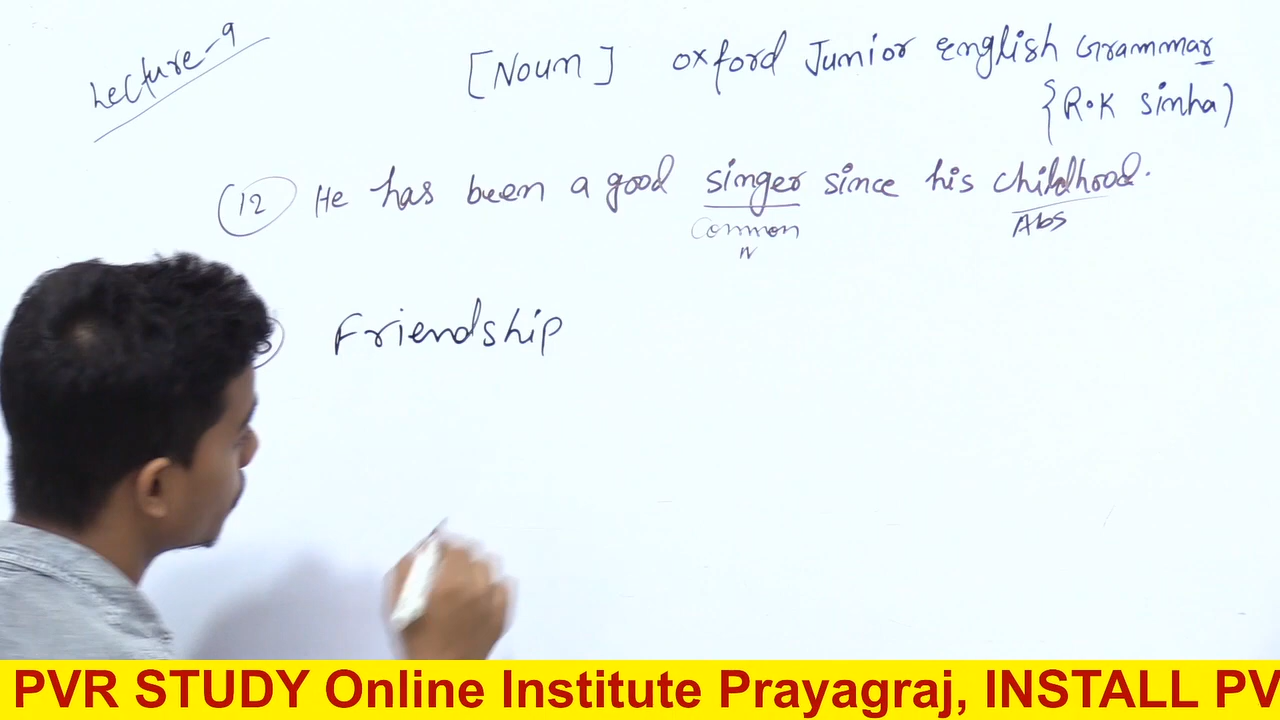 Lecture-9
[Noun] Oxford Junior English Grammar
{R.K Sinha)
(12) He has been a good singer since his childhood.
Common Abs
N
Friendship
PVR STUDY Online Institute Prayagraj, INSTALL PV